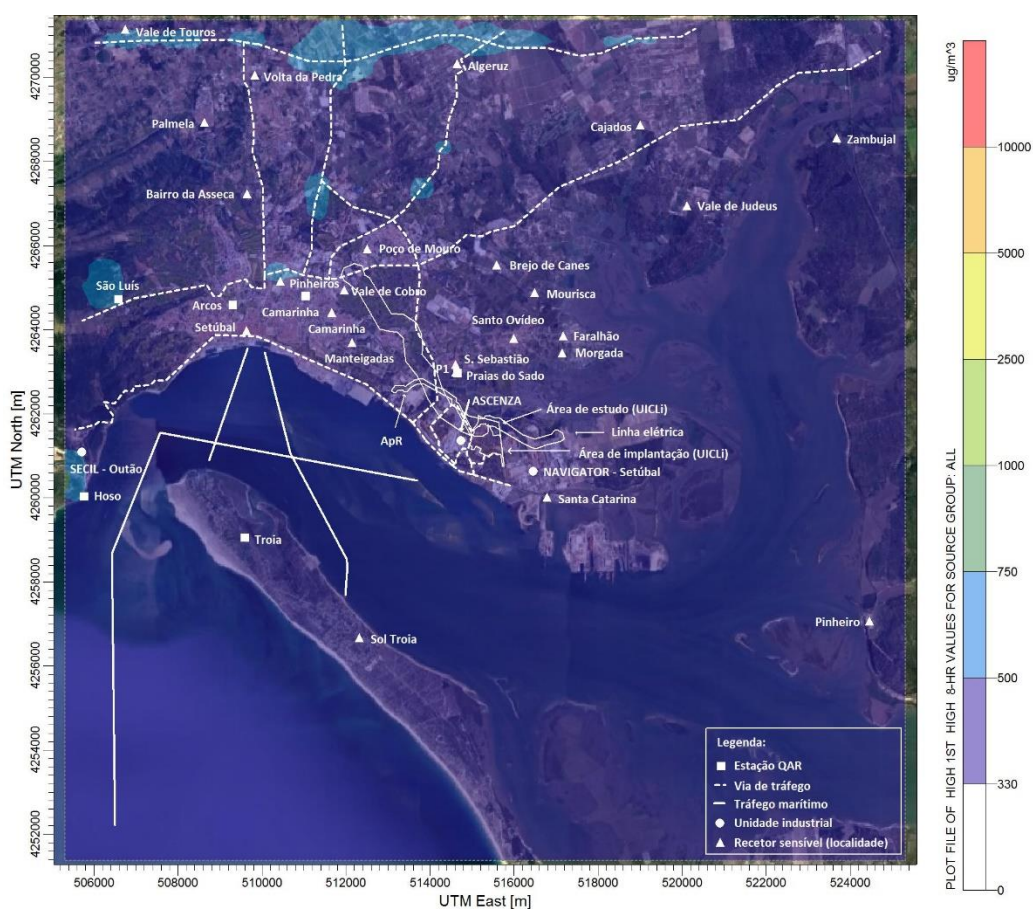 Vale de Touros
Volta da Pedra
Algeruz
Palmela
Cajados
Zambujal
Bairro da Asseca
Vale de Judeus
Poço de Mouro
Brejo de Canes
São Luís
Pinheiros
Vale de Cobro
Mourisca
Arcos
Camarinha
Setúbal
Camarinha
Santo Ovídeo
Faralhão
Manteigadas
Morgada
S. Sebastião
P1
Praias do Sado
ASCENZA
Área de estudo (UICLi)
ApR
Linha elétrica
Área de implantação (UICLi)
SECIL - Outão
NAVIGATOR - Setúbal
Hoso
Santa Catarina
Troia
Pinheiro
Sol Troia
Legenda:
Estação QAR
Via de tráfego
Tráfego marítimo
Unidade industrial
Recetor sensível (localidade)
UTM North [m]
4270000
4268000
4266000
4264000
4262000
4260000
4258000
4256000
4254000
4252000
506000 508000 510000 512000 514000 516000 518000 520000 522000 524000
UTM East [m]
PLOT FILE OF HIGH 1ST HIGH 8-HR VALUES FOR SOURCE GROUP: ALL
ug/m^3
10000
5000
2500
1000
750
500
330
0